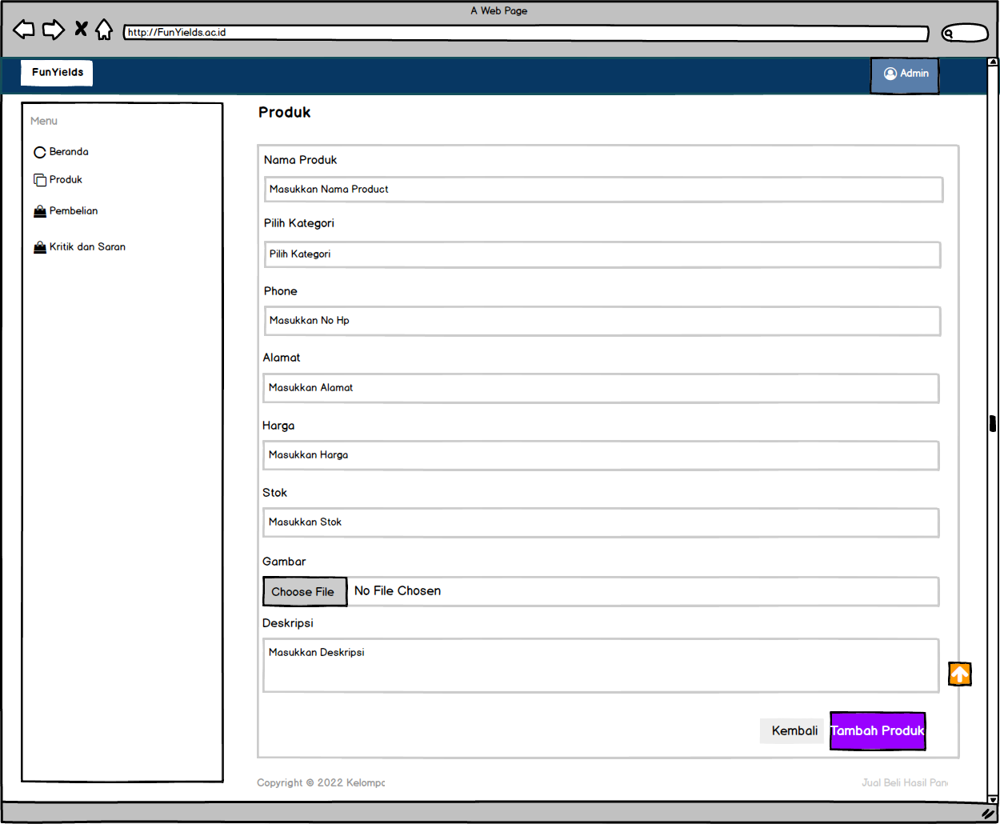 A Web Page
http://FunYields.ac.id
FunYields
Admin
Menu
Beranda
Produk
Pembelian
Kritik dan Saran
Produk
Nama Produk
Masukkan Nama Product
Pilih Kategori
Pilih Kategori
Phone
Masukkan No Hp
Alamat
Masukkan Alamat
Harga
Masukkan Harga
Stok
Masukkan Stok
Gambar
Choose File
No File Chosen
Deskripsi
Masukkan Deskripsi
Kembali
Tambah Produk
Copyright © 2022 Kelompo
Jual Beli Hasil Pan